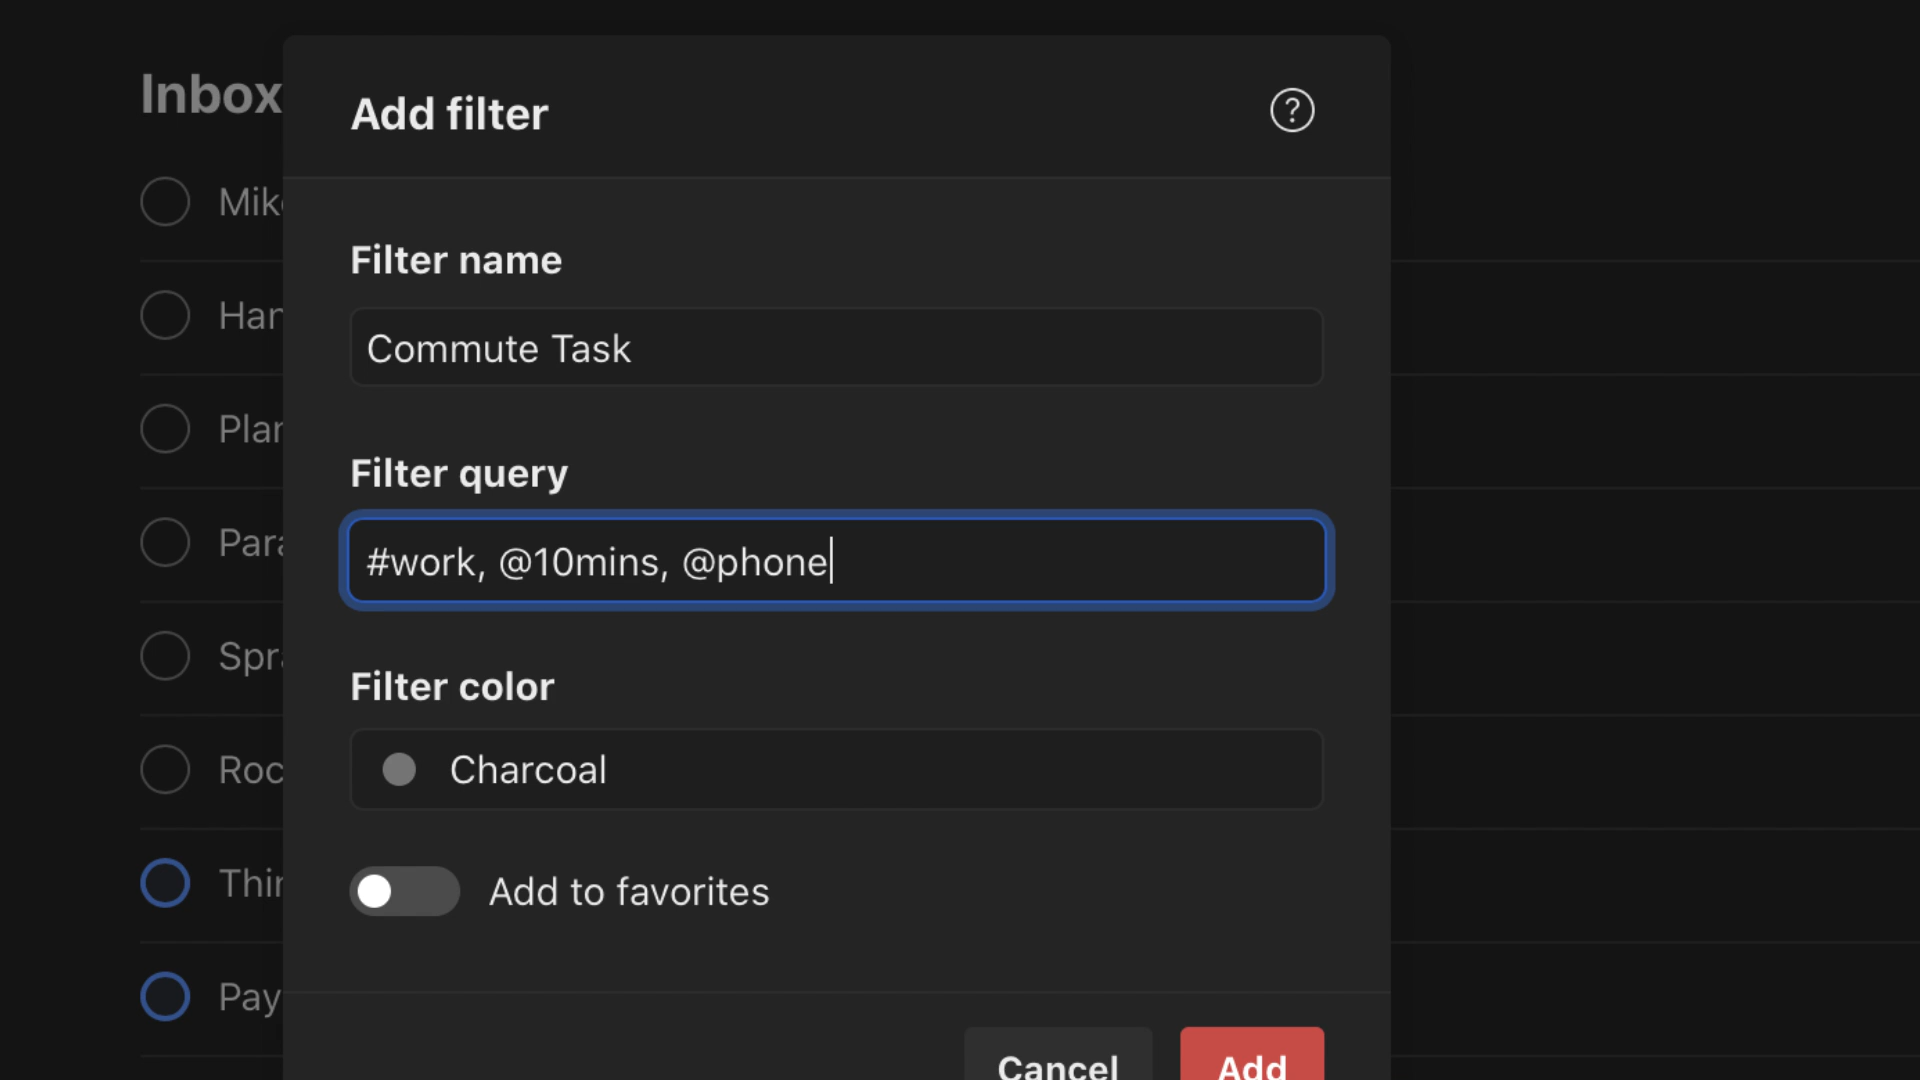 Inbox
Add filter
?
Filter name
Commute Task
Filter query
#work, @10mins, @phone
Filter color
Charcoal
Add to favorites
Pay
Cancel
Add